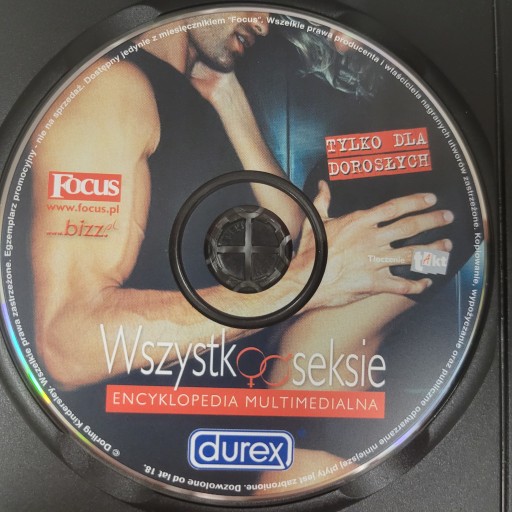 © Dorling Kindersley. Wszelkie prawa zastrzeżone. Egzemplarz promocyjny - nie na sprzedaż. Dostępny jedynie z miesięcznikiem "Focus". Wszelkie prawa producenta i właściciela nagranych utworów zastrzeżone. Kopiowanie, wypożyczanie oraz publiczne odtwarzanie niniejszej płyty jest zabronione. Dozwolone od lat 18.
TYLKO DLA
DOROSŁYCH
FOCUS
www.focus.pl
....bizz.pl
Tłoczenie takt
Wszystko o seksie
ENCYKLOPEDIA MULTIMEDIALNA
durex